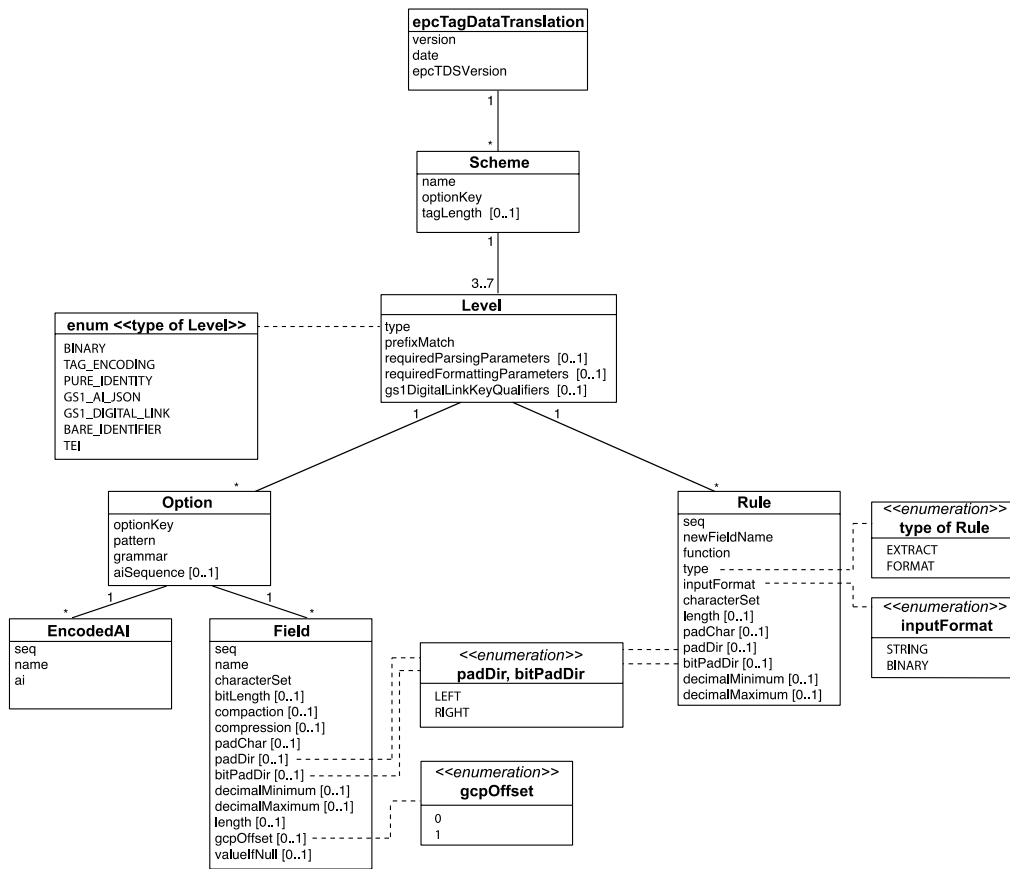 epcTagDataTranslation
version
date
epcTDSVersion
1
*
Scheme
name
optionKey
tagLength [0..1]
1
3..7
Level
type
prefixMatch
requiredParsingParameters [0..1]
requiredFormattingParameters [0..1]
gs1DigitalLinkKeyQualifiers [0..1]
enum <<type of Level>>
BINARY
TAG_ENCODING
PURE_IDENTITY
GS1_AI_JSON
GS1_DIGITAL_LINK
BARE_IDENTIFIER
TEI
1
1
*
*
Option
optionKey
pattern
grammar
aiSequence [0..1]
1
1
*
*
EncodedAI
seq
name
ai
Field
seq
name
characterSet
bitLength [0..1]
compaction [0..1]
compression [0..1]
padChar [0..1]
padDir [0..1]
bitPadDir [0..1]
decimalMinimum [0..1]
decimalMaximum [0..1]
length [0..1]
gcpOffset [0..1]
valueIfNull [0..1]
<<enumeration>>
padDir, bitPadDir
LEFT
RIGHT
<<enumeration>>
gcpOffset
0
1
Rule
seq
newFieldName
function
type
inputFormat
characterSet
length [0..1]
padChar [0..1]
padDir [0..1]
bitPadDir [0..1]
decimalMinimum [0..1]
decimalMaximum [0..1]
<<enumeration>>
type of Rule
EXTRACT
FORMAT
<<enumeration>>
inputFormat
STRING
BINARY